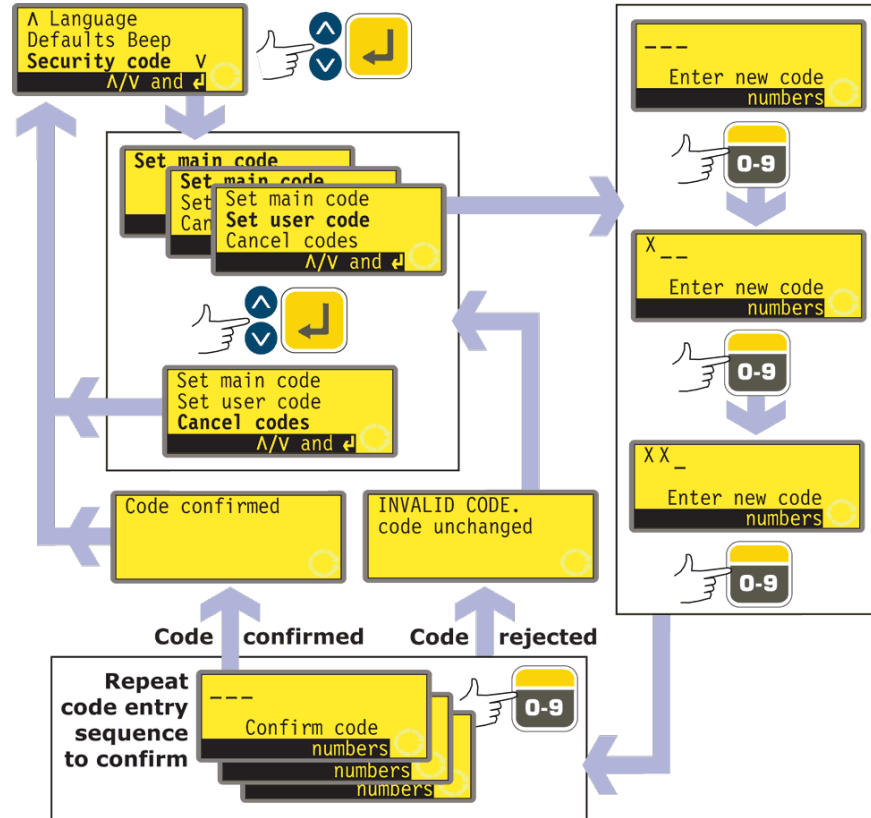 Λ Language
Defaults Beep
Security code V
Λ/V and ↵
Set main code
Set main code
Set
Can
Set main code
Set user code
Cancel codes
Λ/V and ↵
Set main code
Set user code
Cancel codes
Λ/V and ↵
_ _ _
Enter new code
numbers
0-9
X _ _
Enter new code
numbers
0-9
X X _
Enter new code
numbers
0-9
Code confirmed
INVALID CODE.
code unchanged
Code confirmed
Code rejected
Repeat
code entry
sequence
to confirm
_ _ _
Confirm code
numbers
numbers
numbers
0-9